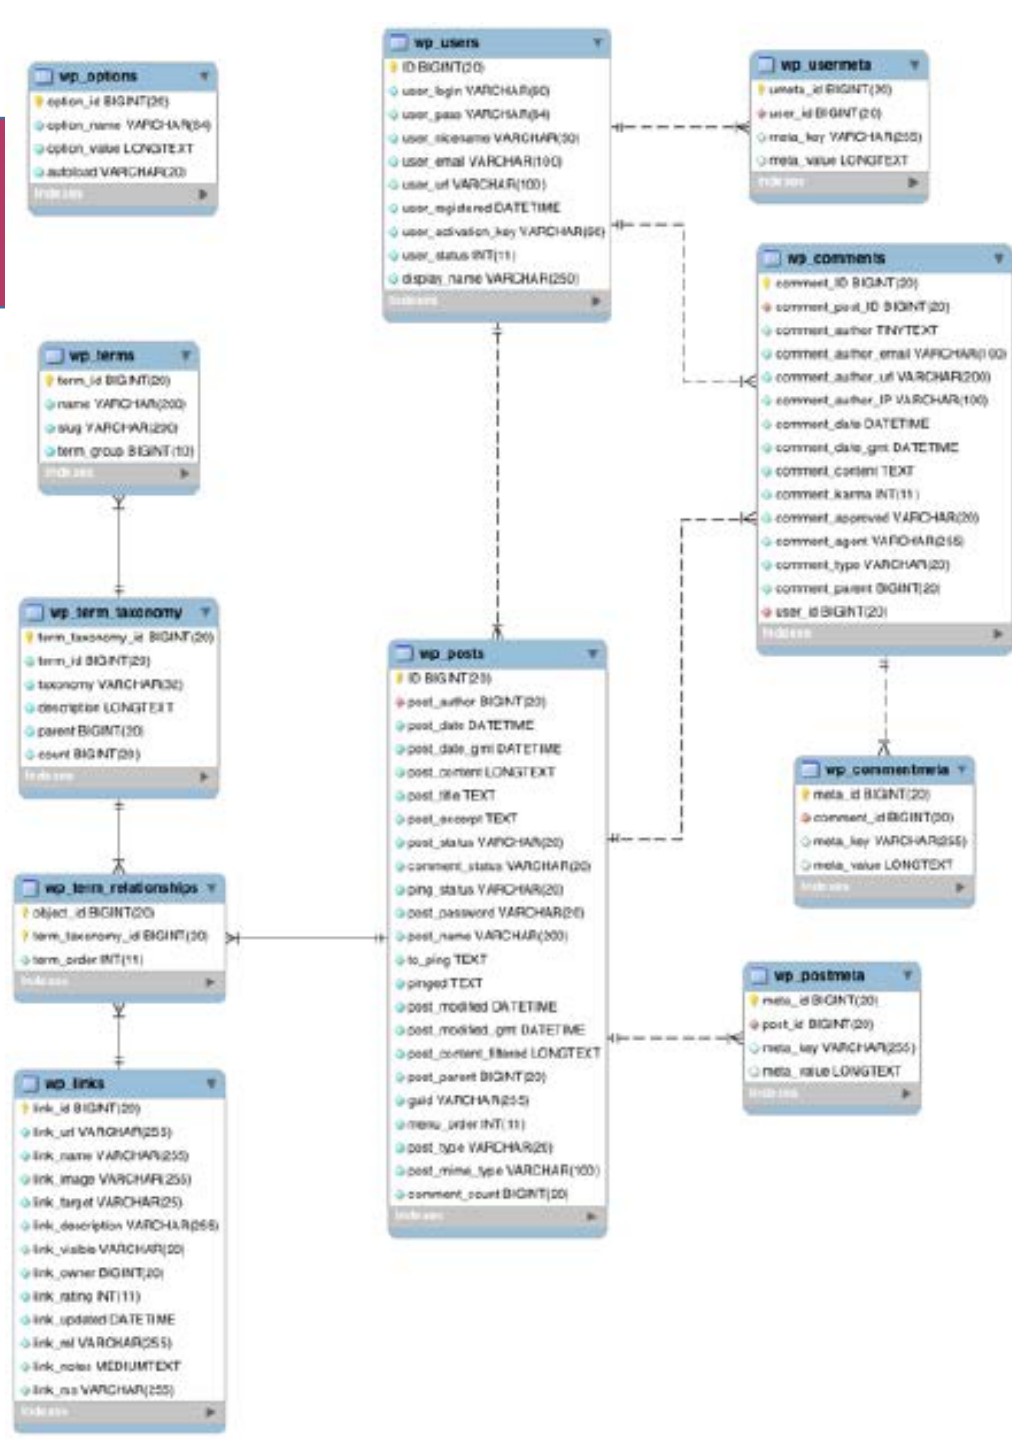 wp_options
option_id BIGINT(20)
option_name VARCHAR(64)
option_value LONGTEXT
autoload VARCHAR(20)
Indexes
wp_users
ID BIGINT(20)
user_login VARCHAR(60)
user_pass VARCHAR(64)
user_nicename VARCHAR(50)
user_email VARCHAR(100)
user_url VARCHAR(100)
user_registered DATETIME
user_activation_key VARCHAR(60)
user_status INT(11)
display_name VARCHAR(250)
Indexes
wp_usermeta
umeta_id BIGINT(20)
user_id BIGINT(20)
meta_key VARCHAR(255)
meta_value LONGTEXT
Indexes
wp_comments
comment_ID BIGINT(20)
comment_post_ID BIGINT(20)
comment_author TINYTEXT
comment_author_email VARCHAR(100)
comment_author_url VARCHAR(200)
comment_author_IP VARCHAR(100)
comment_date DATETIME
comment_date_gmt DATETIME
comment_content TEXT
comment_karma INT(11)
comment_approved VARCHAR(20)
comment_agent VARCHAR(255)
comment_type VARCHAR(20)
comment_parent BIGINT(20)
user_id BIGINT(20)
Indexes
wp_terms
term_id BIGINT(20)
name VARCHAR(200)
slug VARCHAR(200)
term_group BIGINT(10)
Indexes
wp_term_taxonomy
term_taxonomy_id BIGINT(20)
term_id BIGINT(20)
taxonomy VARCHAR(32)
description LONGTEXT
parent BIGINT(20)
count BIGINT(20)
Indexes
wp_posts
ID BIGINT(20)
post_author BIGINT(20)
post_date DATETIME
post_date_gmt DATETIME
post_content LONGTEXT
post_title TEXT
post_excerpt TEXT
post_status VARCHAR(20)
comment_status VARCHAR(20)
ping_status VARCHAR(20)
post_password VARCHAR(20)
post_name VARCHAR(200)
to_ping TEXT
pinged TEXT
post_modified DATETIME
post_modified_gmt DATETIME
post_content_filtered LONGTEXT
post_parent BIGINT(20)
guid VARCHAR(255)
menu_order INT(11)
post_type VARCHAR(20)
post_mime_type VARCHAR(100)
comment_count BIGINT(20)
Indexes
wp_commentmeta
meta_id BIGINT(20)
comment_id BIGINT(20)
meta_key VARCHAR(255)
meta_value LONGTEXT
Indexes
wp_term_relationships
object_id BIGINT(20)
term_taxonomy_id BIGINT(20)
term_order INT(11)
Indexes
wp_postmeta
meta_id BIGINT(20)
post_id BIGINT(20)
meta_key VARCHAR(255)
meta_value LONGTEXT
Indexes
wp_links
link_id BIGINT(20)
link_url VARCHAR(255)
link_name VARCHAR(255)
link_image VARCHAR(255)
link_target VARCHAR(25)
link_description VARCHAR(255)
link_visible VARCHAR(20)
link_owner BIGINT(20)
link_rating INT(11)
link_updated DATETIME
link_rel VARCHAR(255)
link_notes MEDIUMTEXT
link_rss VARCHAR(255)
Indexes